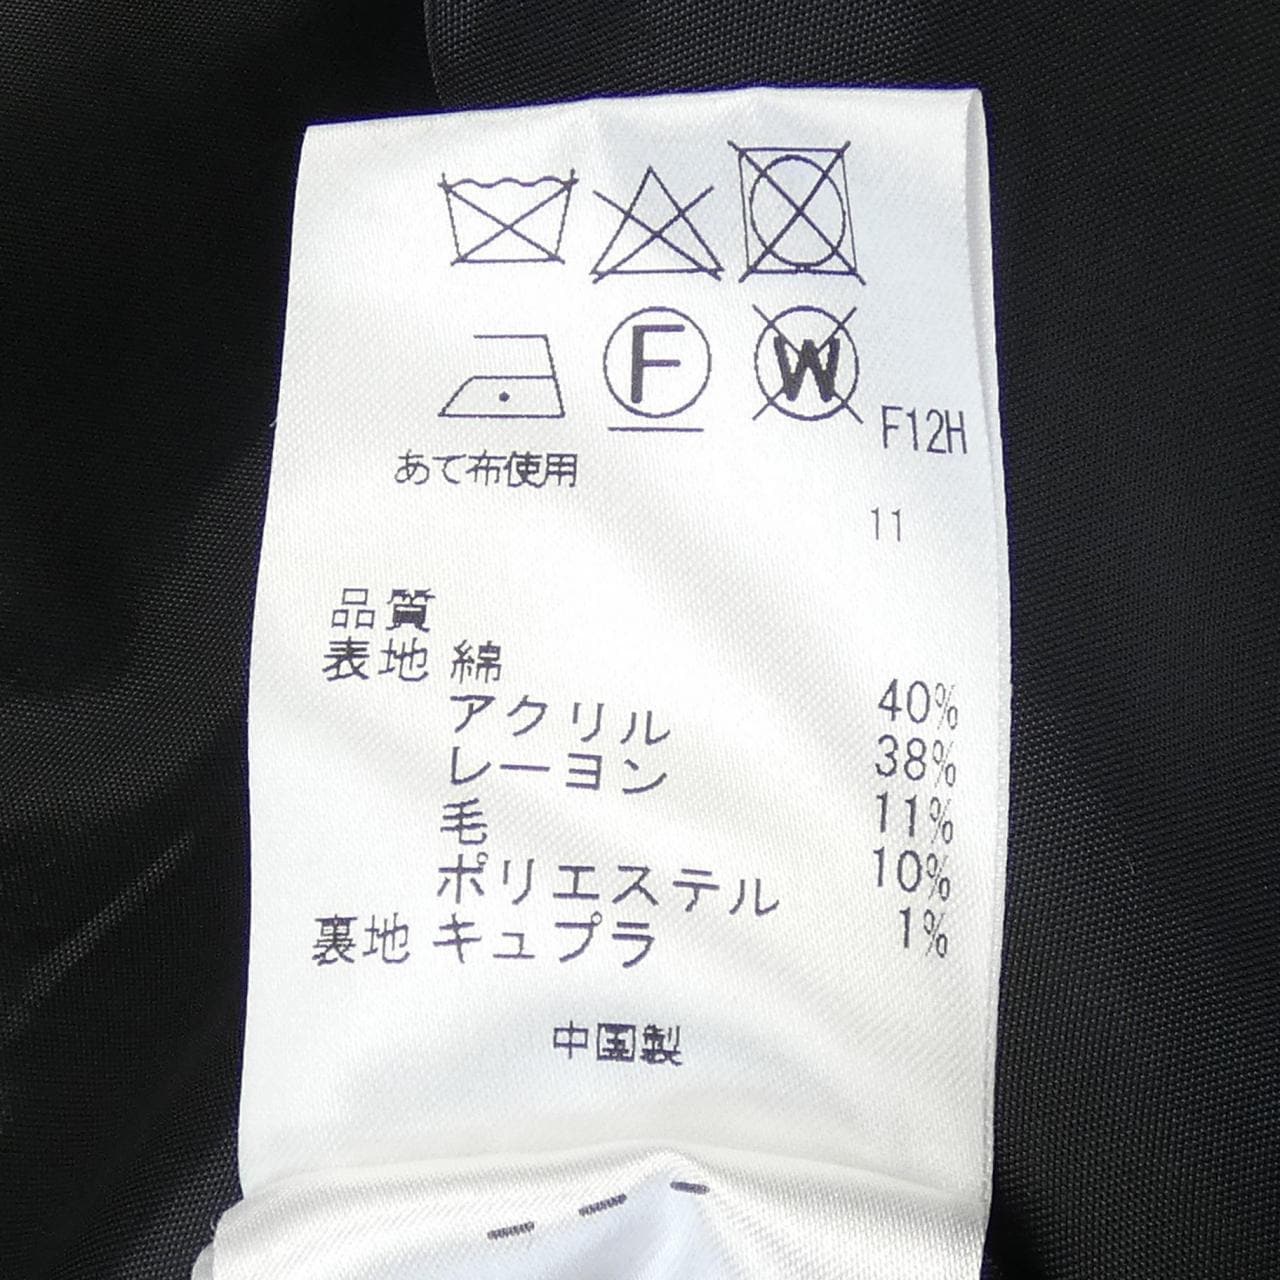 F
W
F12H
あて布使用
11
品質
表地 綿 40%
アクリル 38%
レーヨン 11%
毛 10%
ポリエステル 1%
裏地 キュプラ
中国製